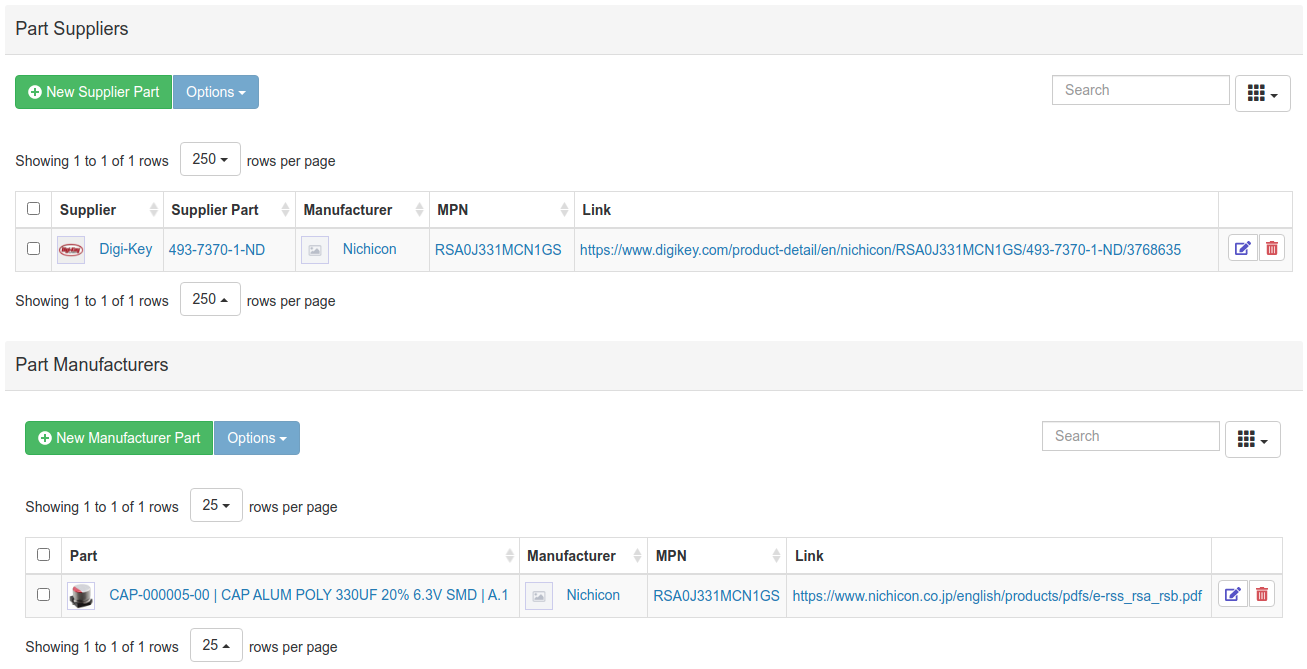 Part Suppliers
New Supplier Part Options Search
Showing 1 to 1 of 1 rows 250 rows per page
Supplier Supplier Part Manufacturer MPN Link
Digi-Key Digi-Key 493-7370-1-ND Nichicon RSA0J331MCN1GS https://www.digikey.com/product-detail/en/nichicon/RSA0J331MCN1GS/493-7370-1-ND/3768635
Showing 1 to 1 of 1 rows 250 rows per page
Part Manufacturers
New Manufacturer Part Options Search
Showing 1 to 1 of 1 rows 25 rows per page
Part Manufacturer MPN Link
CAP-000005-00 | CAP ALUM POLY 330UF 20% 6.3V SMD | A.1 Nichicon RSA0J331MCN1GS https://www.nichicon.co.jp/english/products/pdfs/e-rss_rsa_rsb.pdf
Showing 1 to 1 of 1 rows 25 rows per page